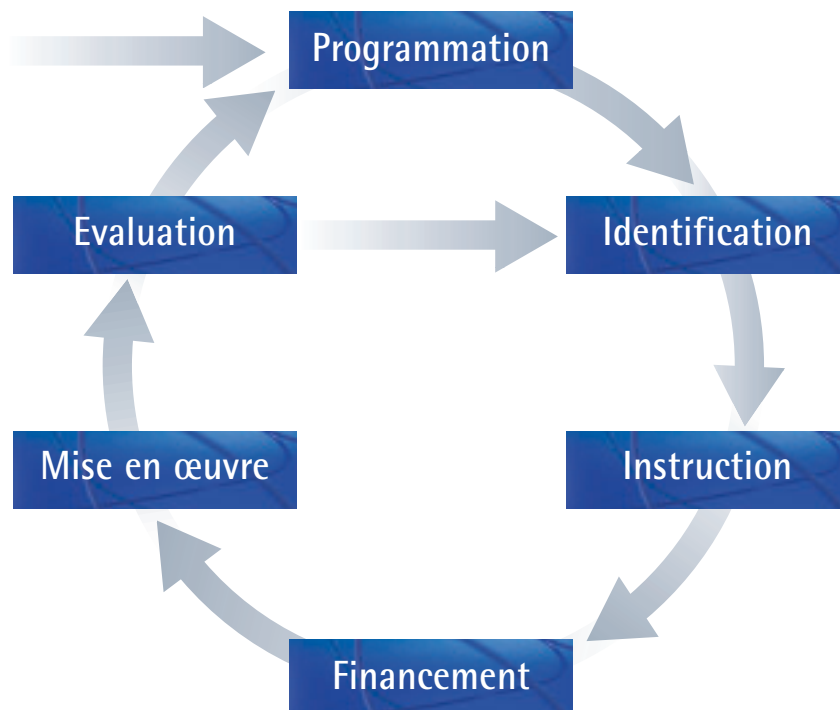 Programmation
Evaluation
Identification
Mise en œuvre
Instruction
Financement